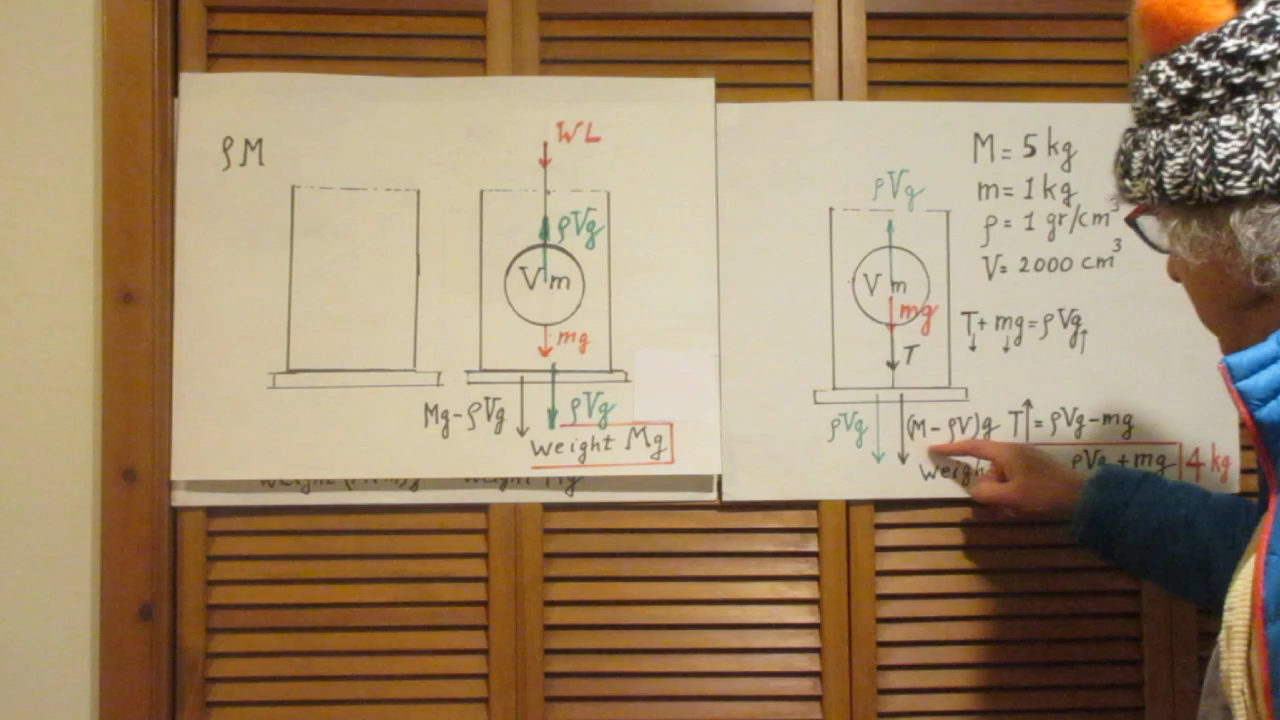 ρM
WL
ρVg
V m
mg
Mg-ρVg
ρVg
Weight Mg
ρVg
V m
mg
T
ρVg
(M-ρV)g
M= 5 kg
m= 1 kg
ρ= 1 gr/cm³
V= 2000 cm³
T+mg=ρVg
T=ρVg-mg
ρVg+mg 4 kg